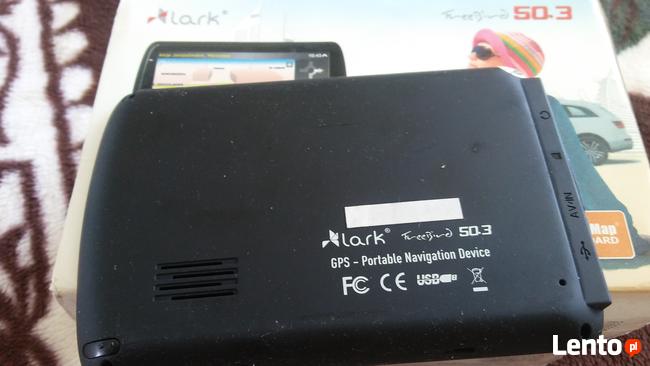 lark®
FreeBird 50.3
AV/IN
Map®
lark® FreeBird 50.3
GPS - Portable Navigation Device
FC CE USB
Lento.pl